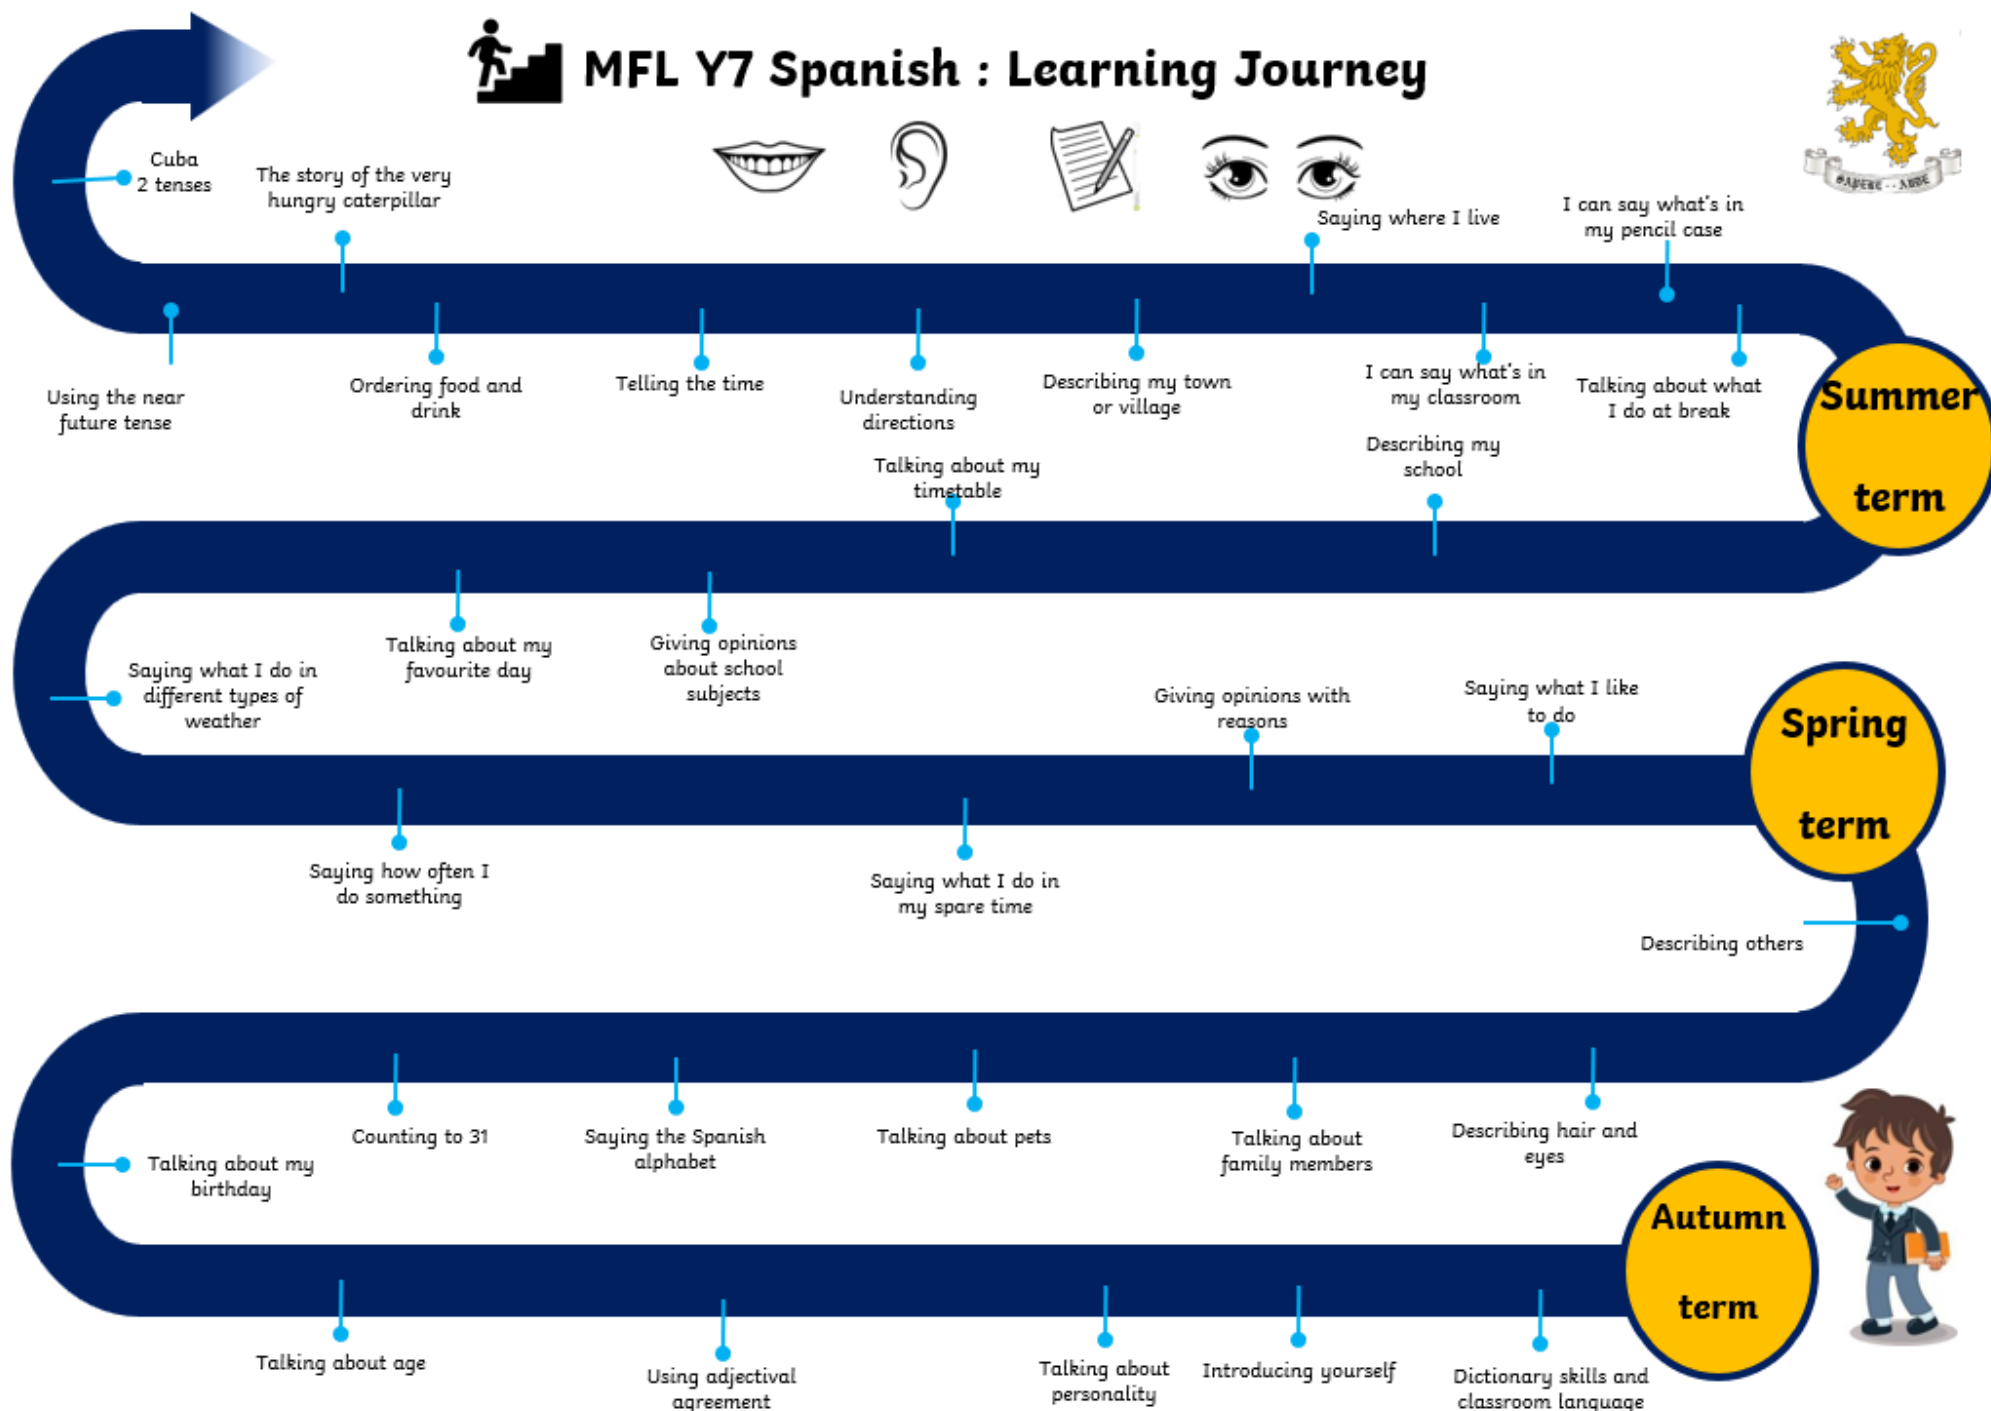 MFL Y7 Spanish : Learning Journey
Cuba
2 tenses
The story of the very
hungry caterpillar
Saying where I live
I can say what's in
my pencil case
SAPERE - - AUDE
Using the near
future tense
Ordering food and
drink
Telling the time
Understanding
directions
Describing my town
or village
I can say what's in
my classroom
Talking about what
I do at break
Summer
term
Talking about my
timetable
Describing my
school
Saying what I do in
different types of
weather
Talking about my
favourite day
Giving opinions
about school
subjects
Giving opinions with
reasons
Saying what I like
to do
Spring
term
Saying how often I
do something
Saying what I do in
my spare time
Describing others
Talking about my
birthday
Counting to 31
Saying the Spanish
alphabet
Talking about pets
Talking about
family members
Describing hair and
eyes
Autumn
term
Talking about age
Using adjectival
agreement
Talking about
personality
Introducing yourself
Dictionary skills and
classroom language